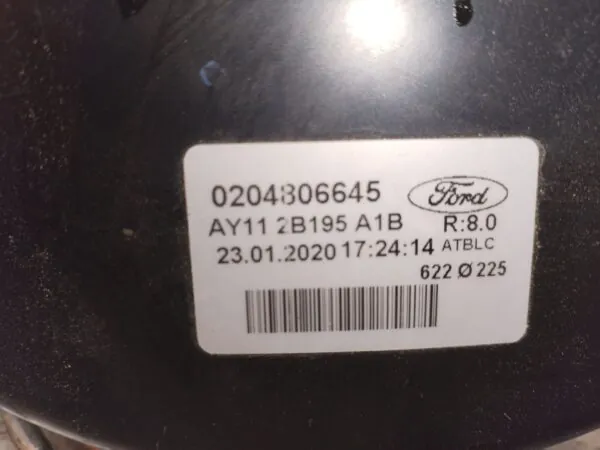 0204806645 Ford
AY11 2B195 A1B R:8.0
23.01.2020 17:24:14 ATBLC
622 Ø 225